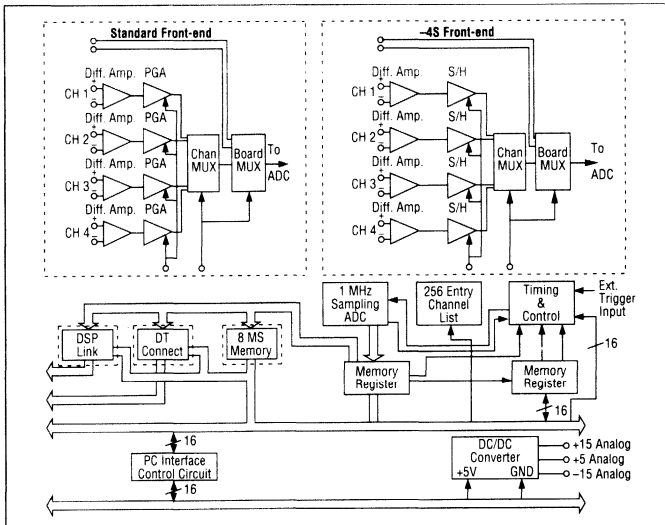 Standard Front-end
Diff. Amp. PGA
CH 1
+
−
Diff. Amp. PGA
CH 2
+
−
Diff. Amp. PGA
CH 3
+
−
Diff. Amp. PGA
CH 4
+
−
Chan
MUX
Board
MUX
To
ADC
–4S Front-end
Diff. Amp. S/H
CH 1
+
−
Diff. Amp. S/H
CH 2
+
−
Diff. Amp. S/H
CH 3
+
−
Diff. Amp. S/H
CH 4
+
−
Chan
MUX
Board
MUX
To
ADC
1 MHz
Sampling
ADC
256 Entry
Channel
List
Timing
&
Control
Ext.
Trigger
Input
16
DSP
Link
DT
Connect
8 MS
Memory
Memory
Register
Memory
Register
16
16
PC Interface
Control Circuit
16
DC/DC
Converter
+5V GND
+15 Analog
+5 Analog
−15 Analog